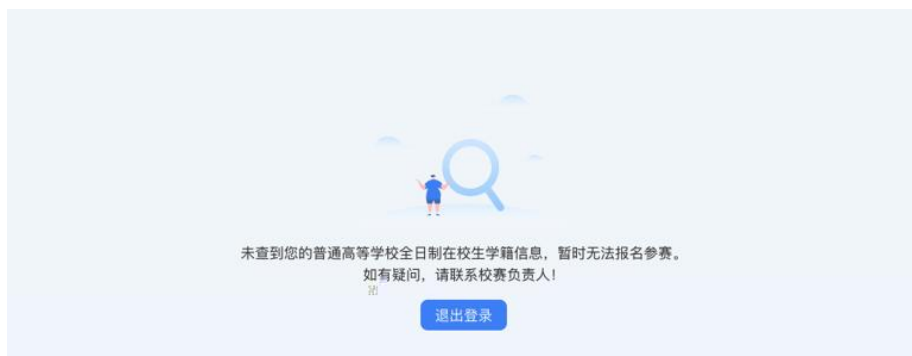 未查到您的普通高等学校全日制在校生学籍信息，暂时无法报名参赛。
如有疑问，请联系校赛负责人！
退出登录